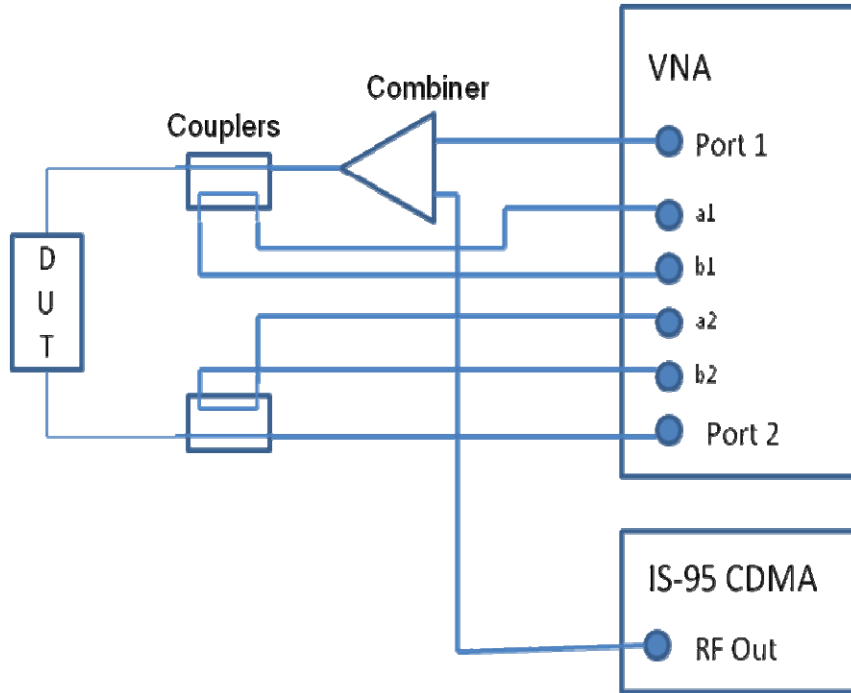 VNA
Combiner
Couplers
Port 1
a1
D
U
T
b1
a2
b2
Port 2
IS-95 CDMA
RF Out